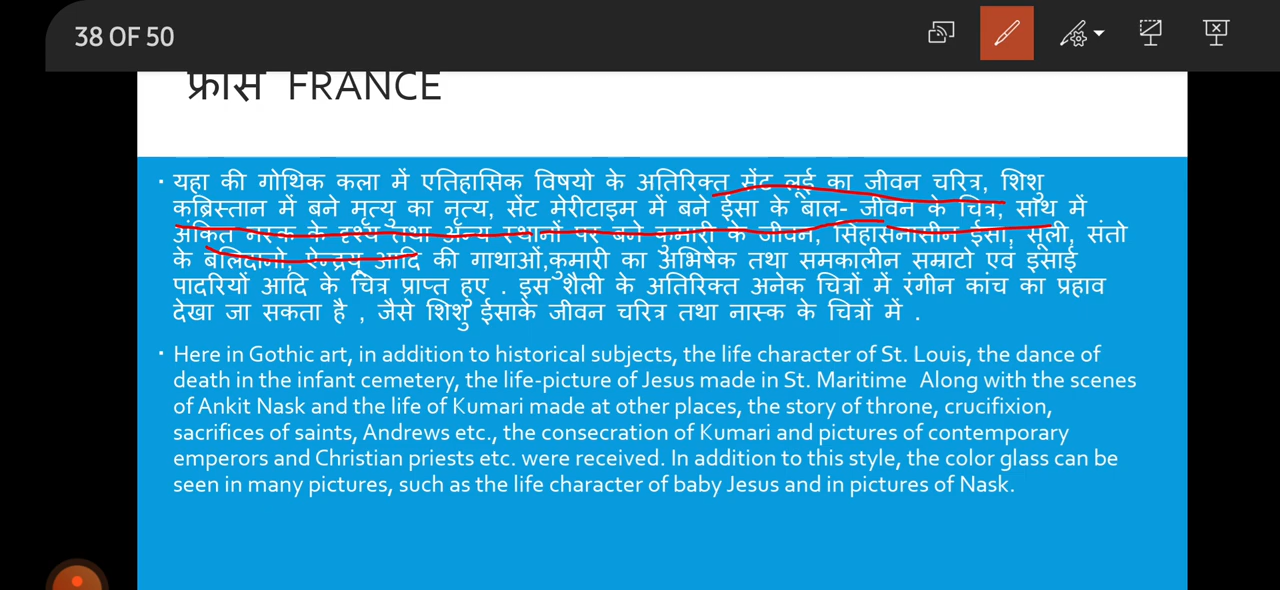 38 OF 50
फ्रांस FRANCE
· यहा की गोथिक कला में एतिहासिक विषयो के अतिरिक्त सेंट लूई का जीवन चरित्र, शिशु
कब्रिस्तान में बने मृत्यु का नृत्य, सेंट मेरीटाइम में बने ईसा के बाल- जीवन के चित्र, साथ में
अंकित नस्क के दृश्य तथा अन्य स्थानों पर बने कुमारी के जीवन, सिंहासनासीन ईसा, सूली, संतो
के बलिदानो, ऐन्द्रयू आदि की गाथाओं,कुमारी का अभिषेक तथा समकालीन सम्राटो एवं इसाई
पादरियों आदि के चित्र प्राप्त हुए . इस शैली के अतिरिक्त अनेक चित्रों में रंगीन कांच का प्रहाव
देखा जा सकता है , जैसे शिशु ईसाके जीवन चरित्र तथा नास्क के चित्रों में .
· Here in Gothic art, in addition to historical subjects, the life character of St. Louis, the dance of
death in the infant cemetery, the life-picture of Jesus made in St. Maritime Along with the scenes
of Ankit Nask and the life of Kumari made at other places, the story of throne, crucifixion,
sacrifices of saints, Andrews etc., the consecration of Kumari and pictures of contemporary
emperors and Christian priests etc. were received. In addition to this style, the color glass can be
seen in many pictures, such as the life character of baby Jesus and in pictures of Nask.